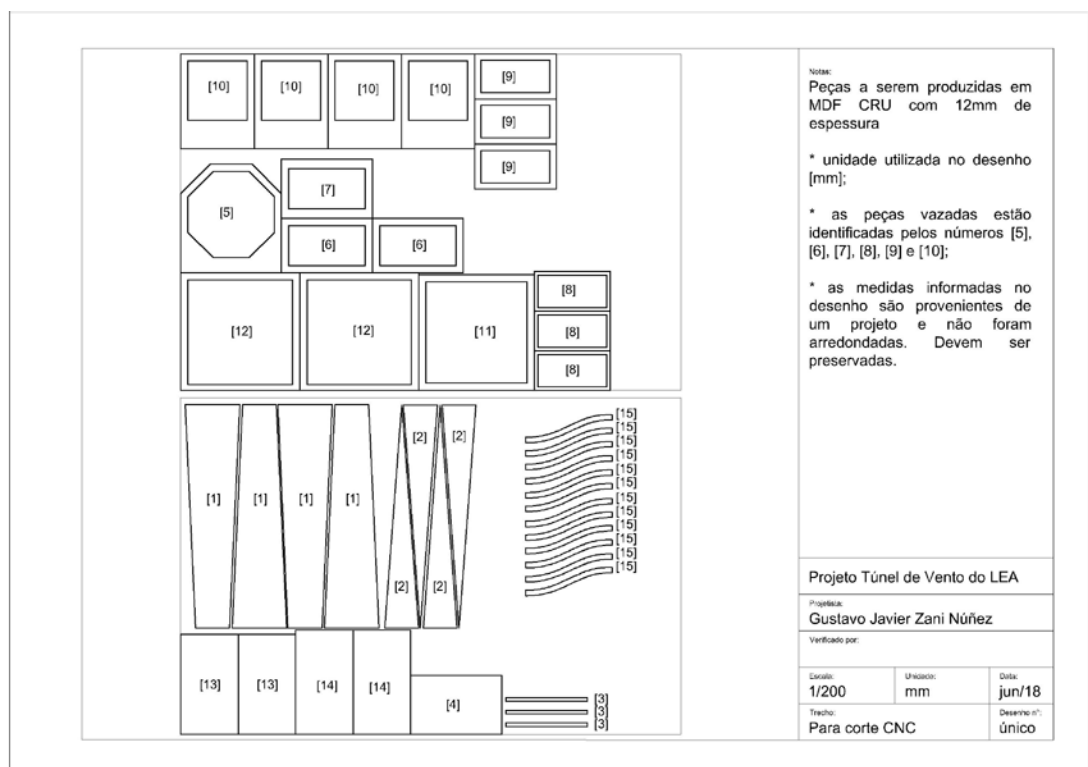 [10] [10] [10] [10] [9]
[9]
[9]
[7]
[5]
[6] [6]
[8]
[12] [12] [11] [8]
[8]
[15]
[15]
[2] [2] [15]
[15]
[15]
[15]
[1] [1] [1] [1] [15]
[15]
[15]
[15]
[15]
[15]
[2] [2]
[13] [13] [14] [14]
[4] [3]
[3]
[3]
Notas:
Peças a serem produzidas em
MDF CRU com 12mm de
espessura
* unidade utilizada no desenho
[mm];
* as peças vazadas estão
identificadas pelos números [5],
[6], [7], [8], [9] e [10];
* as medidas informadas no
desenho são provenientes de
um projeto e não foram
arredondadas. Devem ser
preservadas.
Projeto Túnel de Vento do LEA
Projetista:
Gustavo Javier Zani Núñez
Verificado por:
Escala: Unidade: Data:
1/200 mm jun/18
Trecho: Desenho nº:
Para corte CNC único